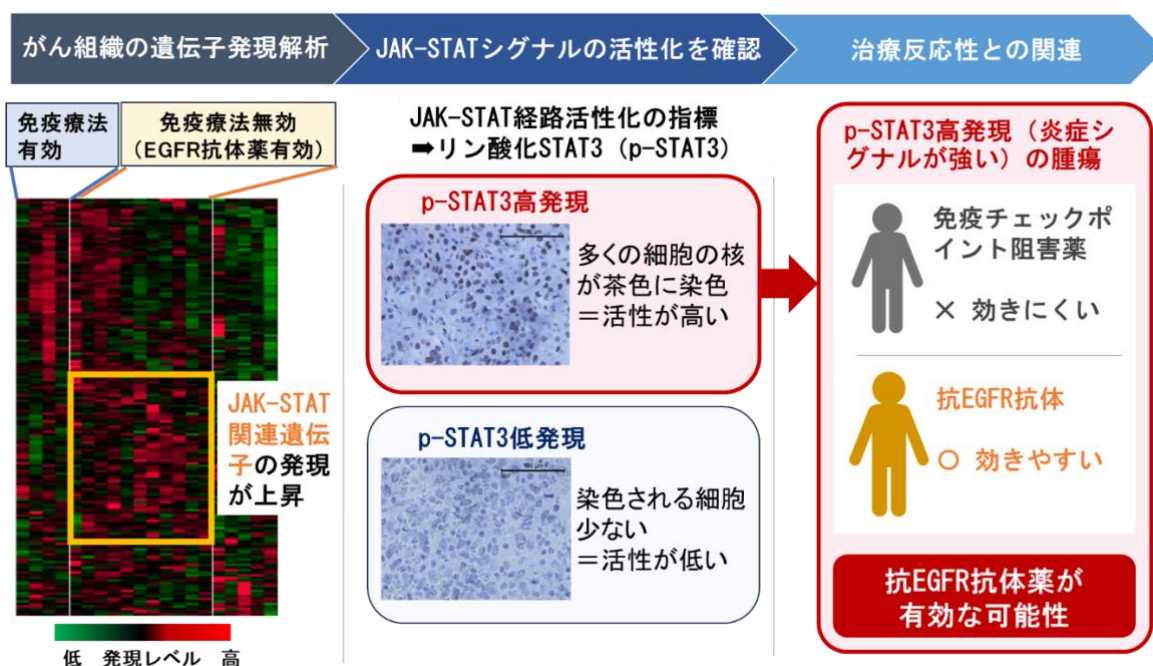 がん組織の遺伝子発現解析
JAK-STATシグナルの活性化を確認
治療反応性との関連
免疫療法
有効
免疫療法無効
（EGFR抗体薬有効）
JAK-STAT
関連遺伝
子の発現
が上昇
低　発現レベル　高
JAK-STAT経路活性化の指標
➡リン酸化STAT3（p-STAT3）
p-STAT3高発現
多くの細胞の核
が茶色に染色
＝活性が高い
p-STAT3低発現
染色される細胞
少ない
＝活性が低い
p-STAT3高発現（炎症シ
グナルが強い）の腫瘍
免疫チェックポ
イント阻害薬
× 効きにくい
抗EGFR抗体
〇 効きやすい
抗EGFR抗体薬が
有効な可能性